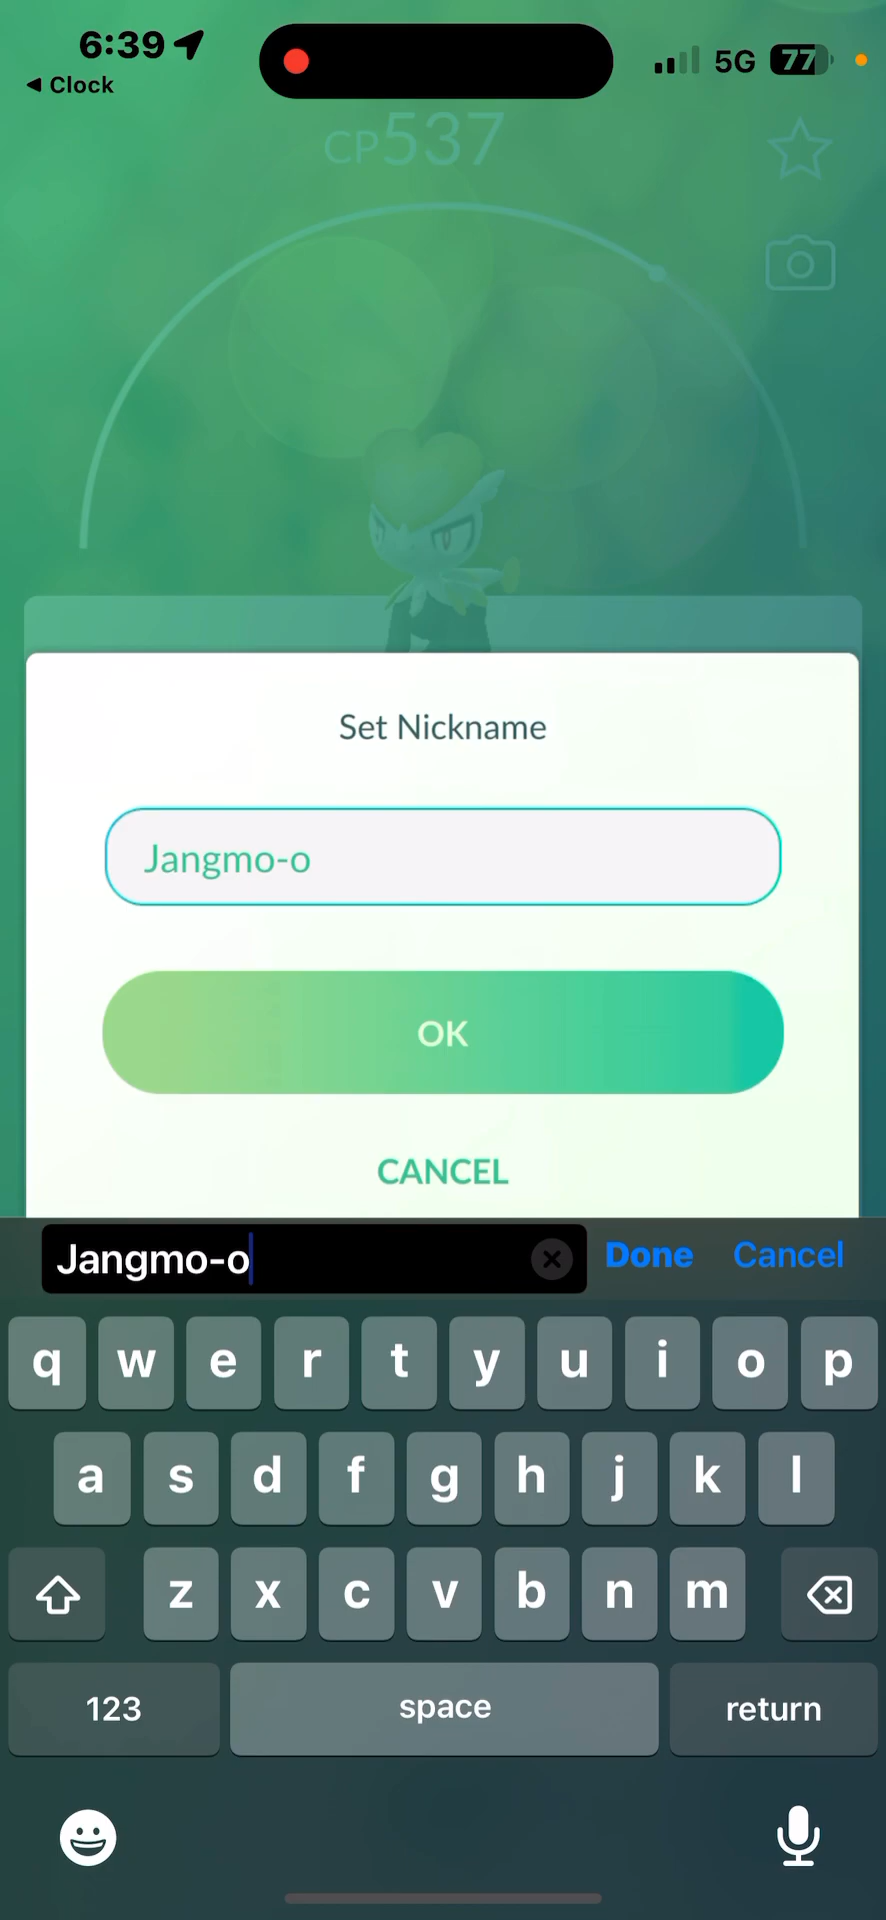 6:39
5G
77
◀ Clock
CP537
Set Nickname
Jangmo-o
OK
CANCEL
Jangmo-o
Done
Cancel
q w e r t y u i o p
a s d f g h j k l
z x c v b n m
123
space
return